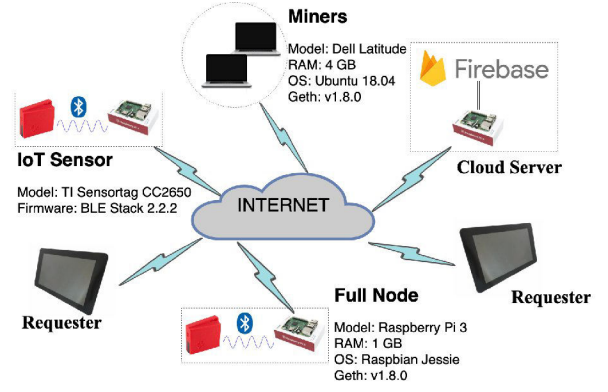 Miners
Model: Dell Latitude
RAM: 4 GB
OS: Ubuntu 18.04
Geth: v1.8.0
Firebase
Cloud Server
IoT Sensor
Model: TI Sensortag CC2650
Firmware: BLE Stack 2.2.2
INTERNET
Requester
Requester
Full Node
Model: Raspberry Pi 3
RAM: 1 GB
OS: Raspbian Jessie
Geth: v1.8.0